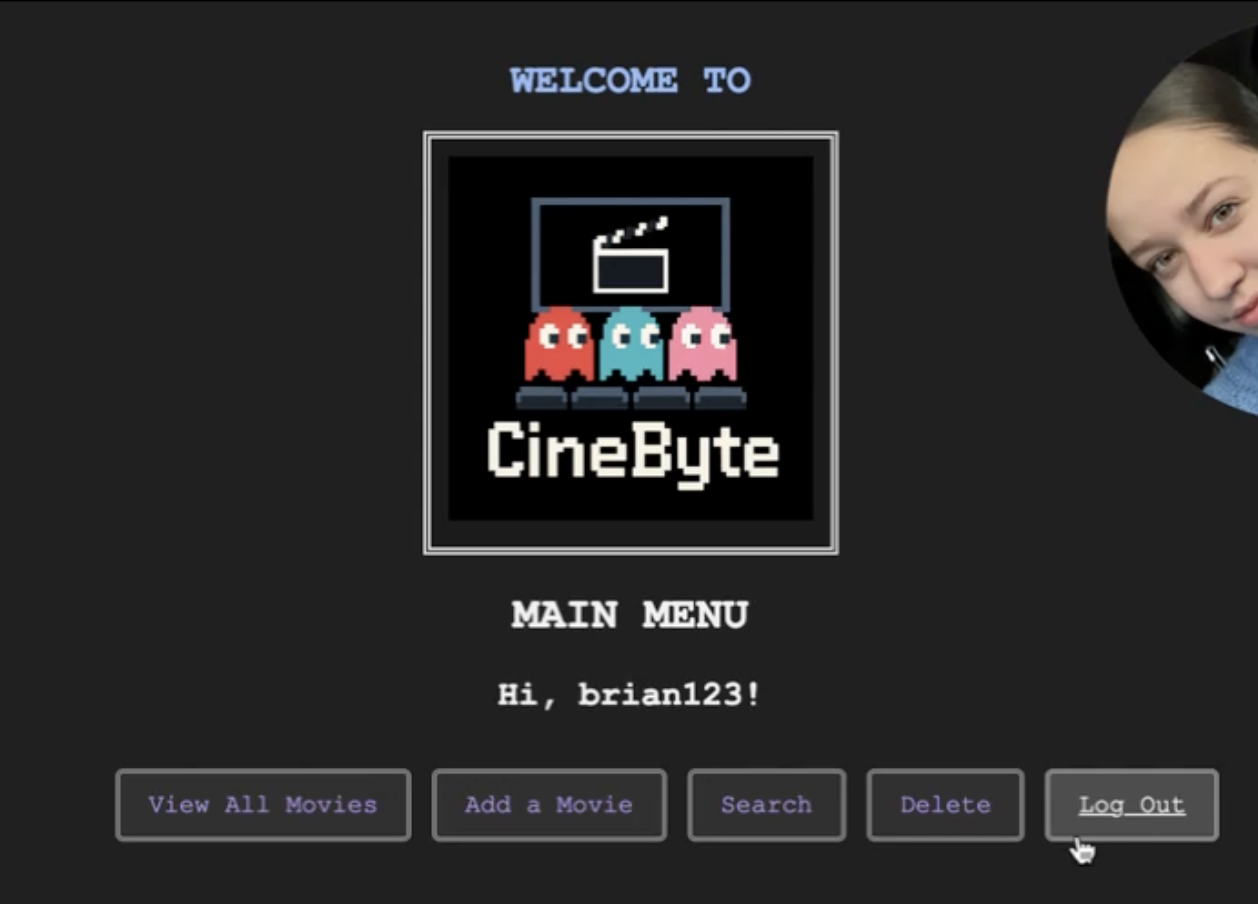 WELCOME TO
CineByte
MAIN MENU
Hi, brian123!
View All Movies
Add a Movie
Search
Delete
Log Out